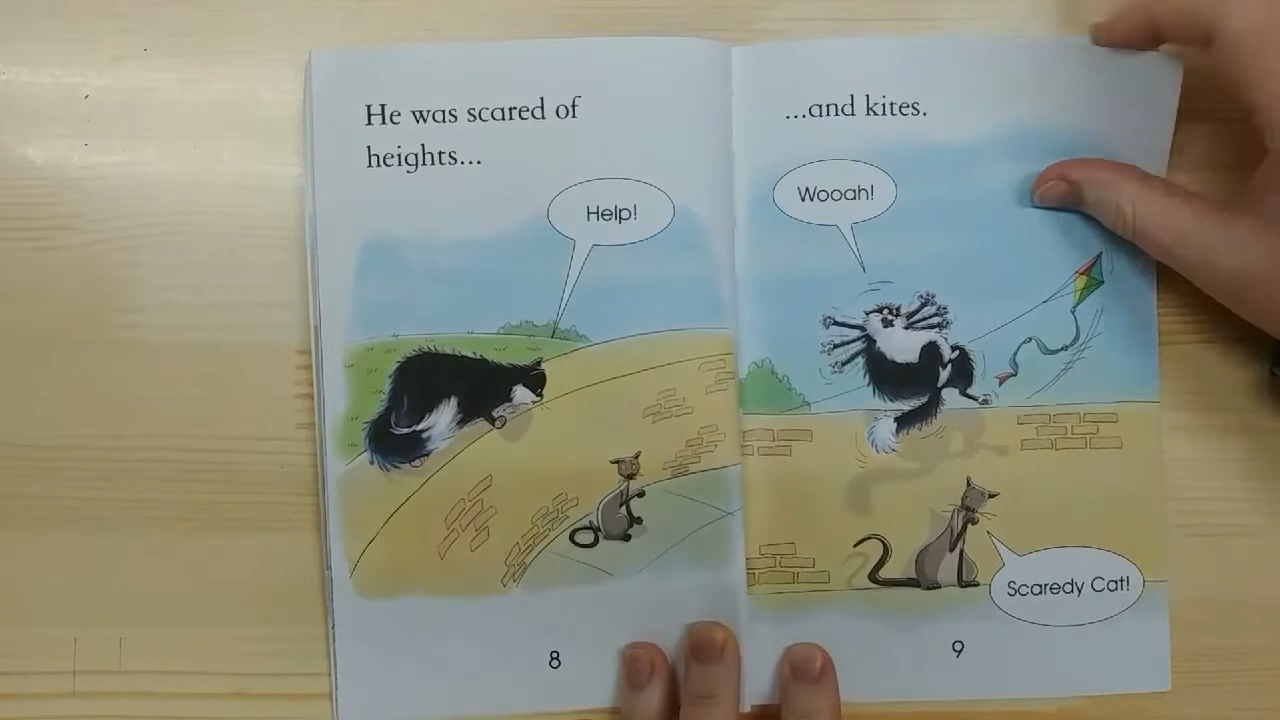 He was scared of
heights...
Help!
8
...and kites.
Wooah!
Scaredy Cat!
9